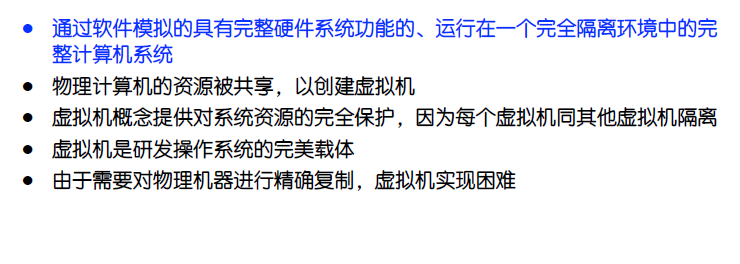 ● 通过软件模拟的具有完整硬件系统功能的、运行在一个完全隔离环境中的完
整计算机系统
● 物理计算机的资源被共享，以创建虚拟机
● 虚拟机概念提供对系统资源的完全保护，因为每个虚拟机同其他虚拟机隔离
● 虚拟机是研发操作系统的完美载体
● 由于需要对物理机器进行精确复制，虚拟机实现困难